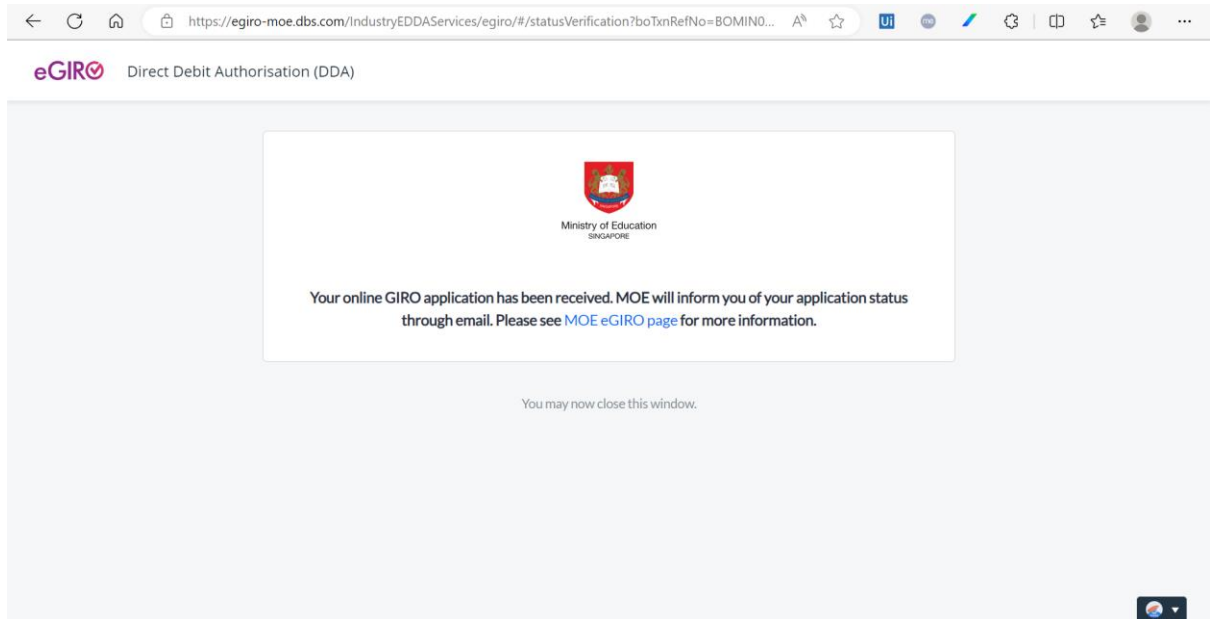 https://egiro-moe.dbs.com/IndustryEDDAServices/egiro/#/statusVerification?boTxnRefNo=BOMIN0...
eGIRO Direct Debit Authorisation (DDA)
Ministry of Education
SINGAPORE
Your online GIRO application has been received. MOE will inform you of your application status
through email. Please see MOE eGIRO page for more information.
You may now close this window.